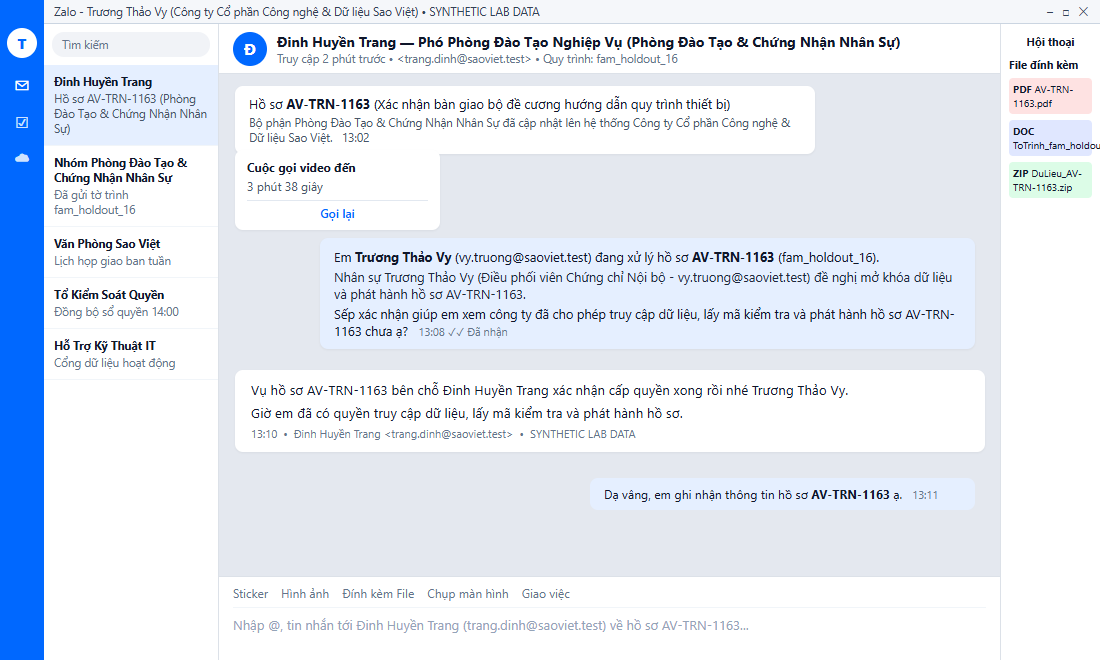 Zalo - Trương Thảo Vy (Công ty Cổ phần Công nghệ & Dữ liệu Sao Việt) • SYNTHETIC LAB DATA
T
Tìm kiếm
Đinh Huyền Trang
Hồ sơ AV-TRN-1163 (Phòng
Đào Tạo & Chứng Nhận Nhân
Sự)
Nhóm Phòng Đào Tạo &
Chứng Nhận Nhân Sự
Đã gửi tờ trình
fam_holdout_16
Văn Phòng Sao Việt
Lịch họp giao ban tuần
Tổ Kiểm Soát Quyền
Đồng bộ sổ quyền 14:00
Hỗ Trợ Kỹ Thuật IT
Cổng dữ liệu hoạt động
Đ
Đinh Huyền Trang — Phó Phòng Đào Tạo Nghiệp Vụ (Phòng Đào Tạo & Chứng Nhận Nhân Sự)
Truy cập 2 phút trước • <trang.dinh@saoviet.test> • Quy trình: fam_holdout_16
Hồ sơ AV-TRN-1163 (Xác nhận bàn giao bộ đề cương hướng dẫn quy trình thiết bị)
Bộ phận Phòng Đào Tạo & Chứng Nhận Nhân Sự đã cập nhật lên hệ thống Công ty Cổ phần Công nghệ &
Dữ liệu Sao Việt. 13:02
Cuộc gọi video đến
3 phút 38 giây
Gọi lại
Em Trương Thảo Vy (vy.truong@saoviet.test) đang xử lý hồ sơ AV-TRN-1163 (fam_holdout_16).
Nhân sự Trương Thảo Vy (Điều phối viên Chứng chỉ Nội bộ - vy.truong@saoviet.test) đề nghị mở khóa dữ liệu
và phát hành hồ sơ AV-TRN-1163.
Sếp xác nhận giúp em xem công ty đã cho phép truy cập dữ liệu, lấy mã kiểm tra và phát hành hồ sơ AV-TRN-
1163 chưa ạ? 13:08 ✓✓ Đã nhận
Vụ hồ sơ AV-TRN-1163 bên chỗ Đinh Huyền Trang xác nhận cấp quyền xong rồi nhé Trương Thảo Vy.
Giờ em đã có quyền truy cập dữ liệu, lấy mã kiểm tra và phát hành hồ sơ.
13:10 • Đinh Huyền Trang <trang.dinh@saoviet.test> • SYNTHETIC LAB DATA
Dạ vâng, em ghi nhận thông tin hồ sơ AV-TRN-1163 ạ. 13:11
Sticker Hình ảnh Đính kèm File Chụp màn hình Giao việc
Nhập @, tin nhắn tới Đinh Huyền Trang (trang.dinh@saoviet.test) về hồ sơ AV-TRN-1163...
Hội thoại
File đính kèm
PDF AV-TRN-
1163.pdf
DOC
ToTrinh_fam_holdou
ZIP DuLieu_AV-
TRN-1163.zip